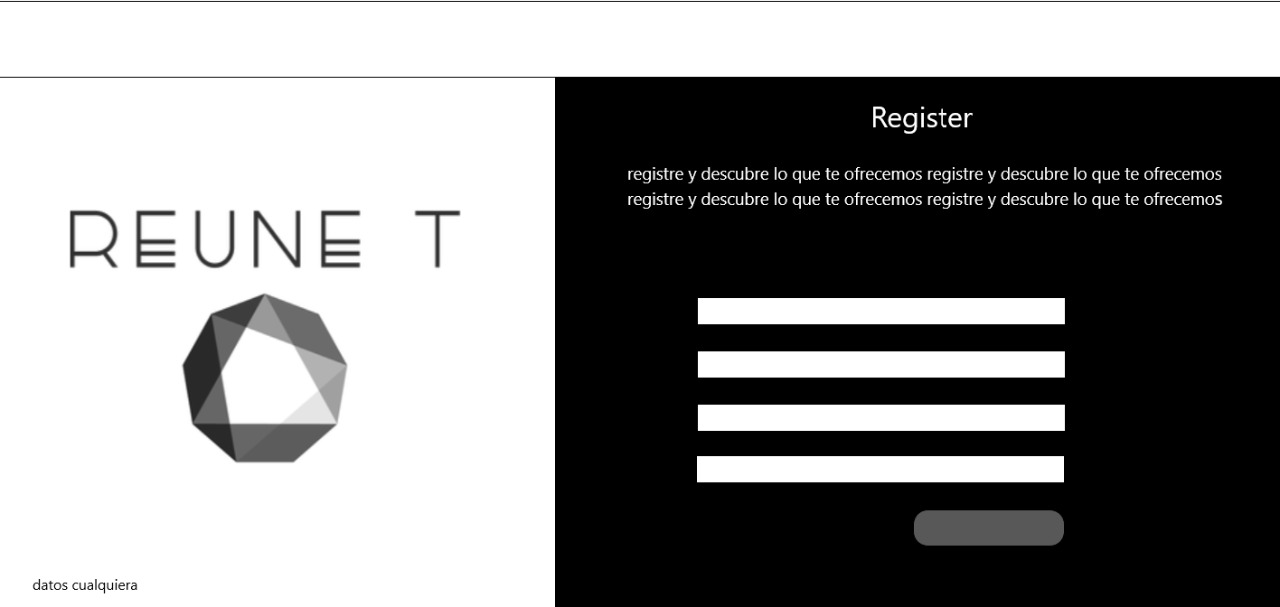 REUNE T
datos cualquiera
Register
registre y descubre lo que te ofrecemos registre y descubre lo que te ofrecemos
registre y descubre lo que te ofrecemos registre y descubre lo que te ofrecemos